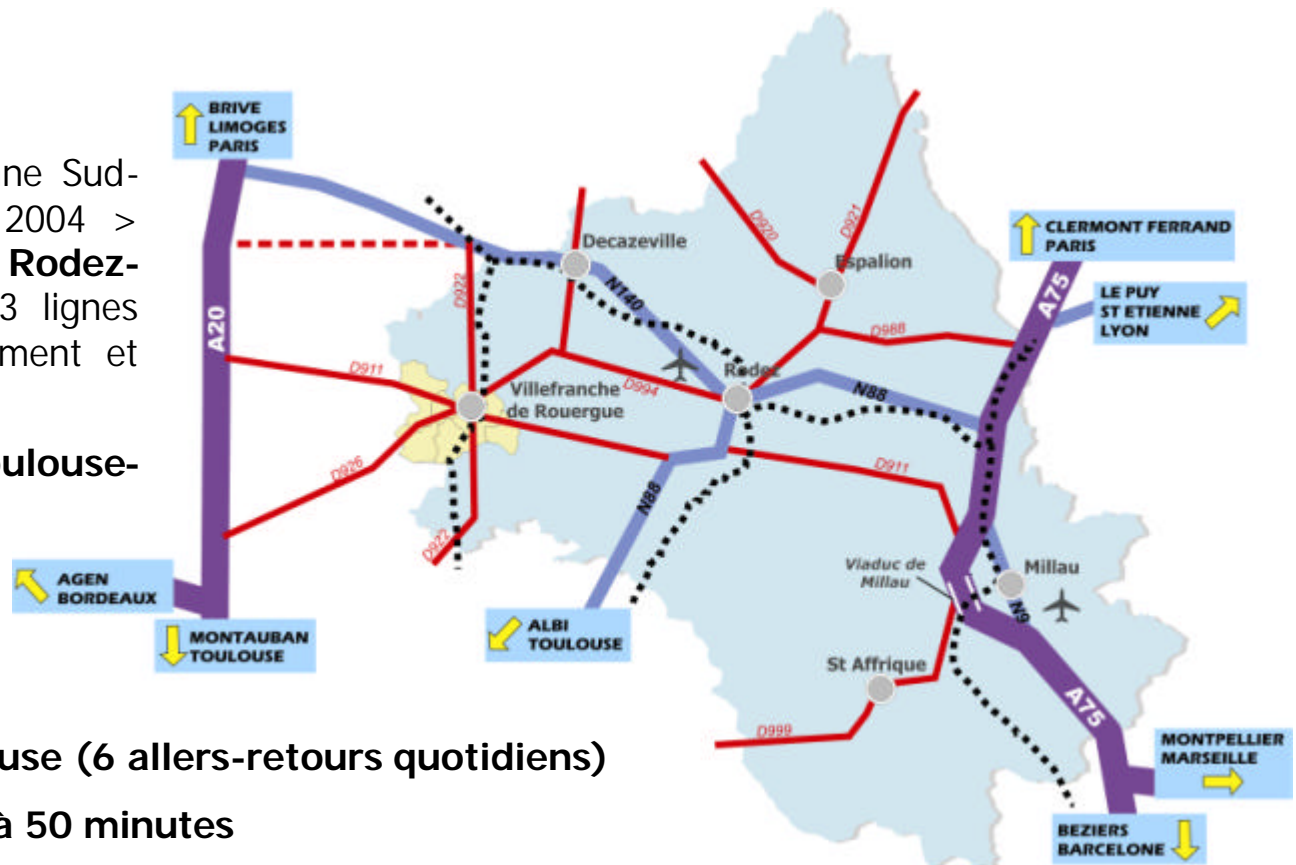 BRIVE
LIMOGES
PARIS
ne Sud-
2004 >
Rodez-
3 lignes
ment et
oulouse-
A20
D922
Decazeville
N140
D920
D921
Espalion
CLERMONT FERRAND
PARIS
A75
LE PUY
ST ETIENNE
LYON
D988
D911
Villefranche
de Rouergue
D994
Rodez
N88
D926
D911
N88
D922
Viaduc de
Millau
Millau
N9
AGEN
BORDEAUX
MONTAUBAN
TOULOUSE
ALBI
TOULOUSE
St Affrique
D999
A75
MONTPELLIER
MARSEILLE
BEZIERS
BARCELONE
use (6 allers-retours quotidiens)
à 50 minutes